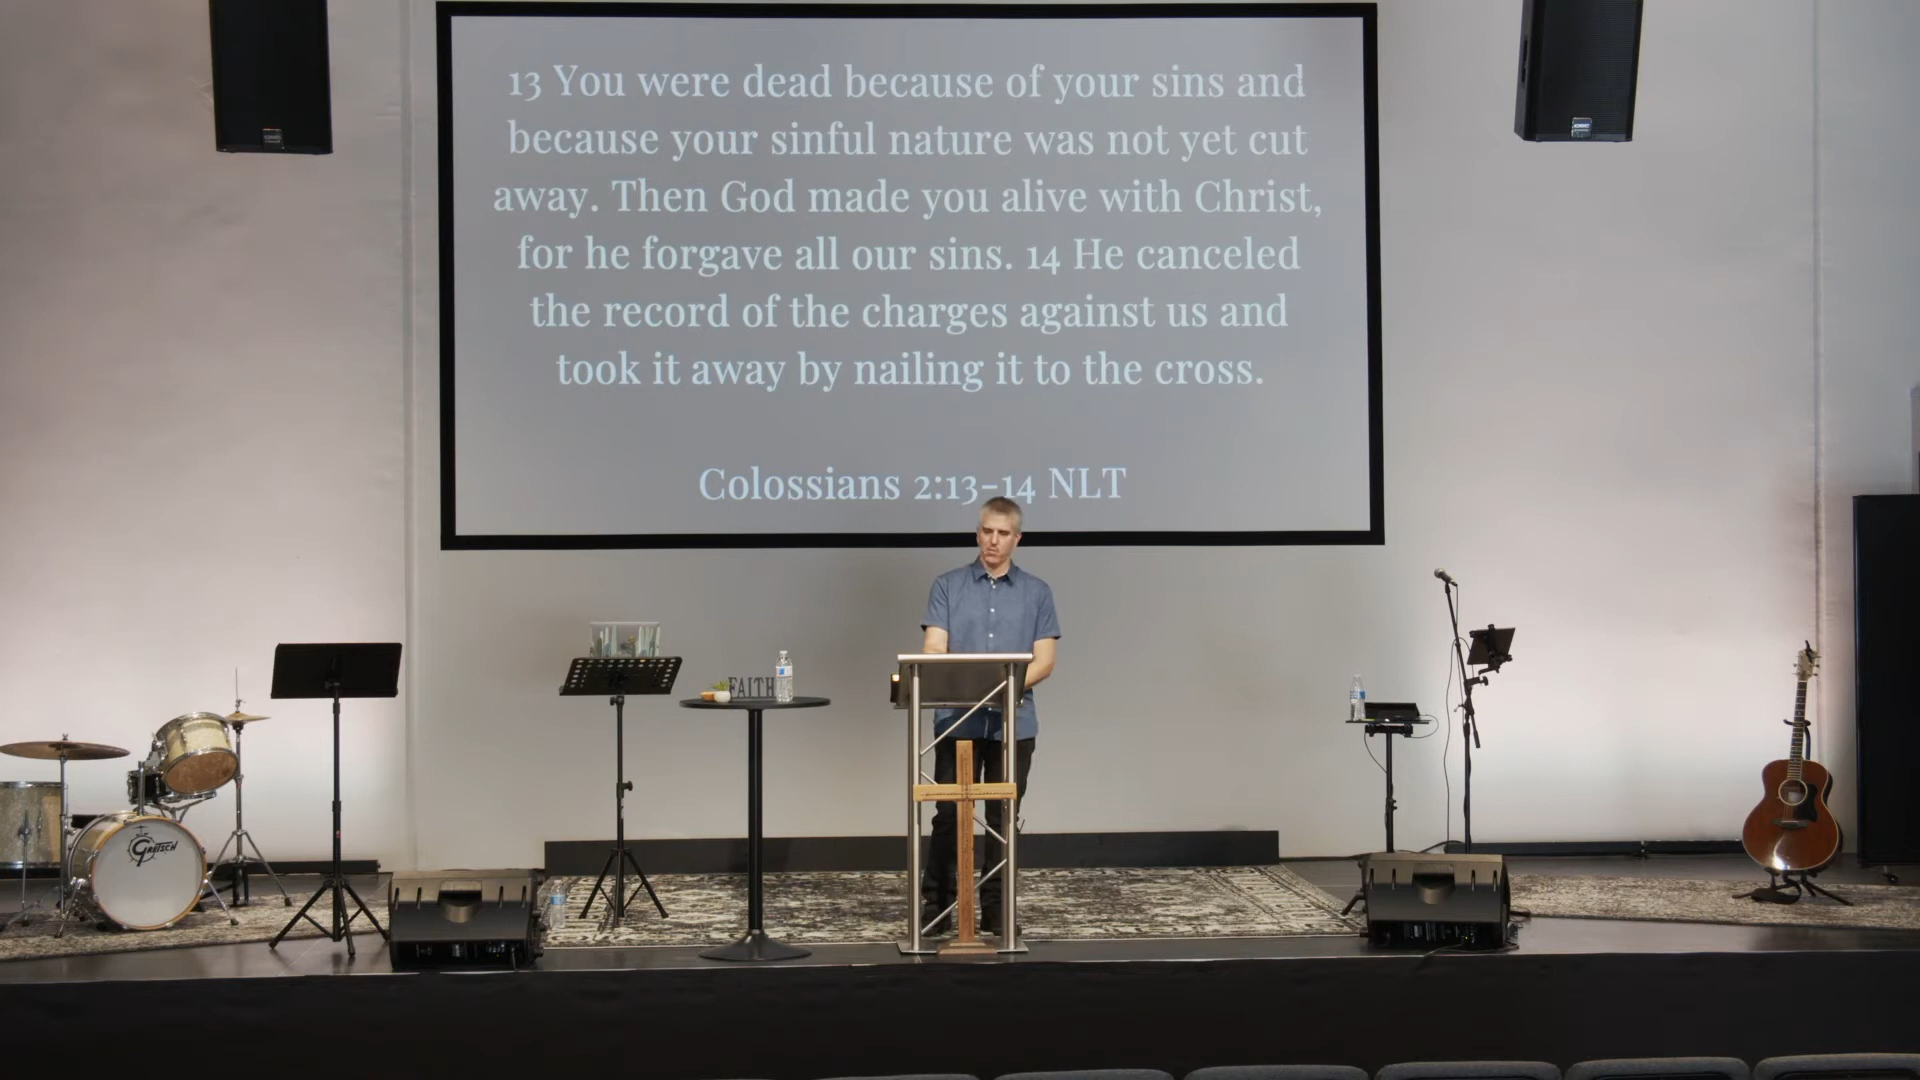 13 You were dead because of your sins and
because your sinful nature was not yet cut
away. Then God made you alive with Christ,
for he forgave all our sins. 14 He canceled
the record of the charges against us and
took it away by nailing it to the cross.
Colossians 2:13-14 NLT
FAITH
GRETSCH